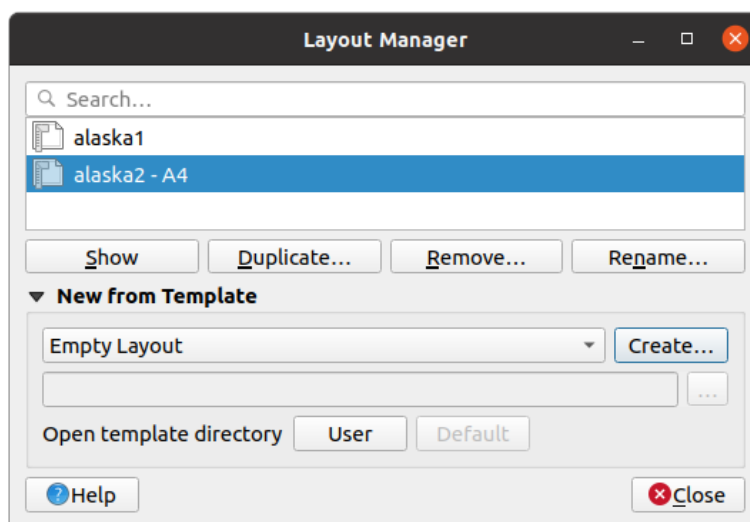 Layout Manager
Search...
alaska1
alaska2 - A4
Show Duplicate... Remove... Rename...
New from Template
Empty Layout Create...
...
Open template directory User Default
Help Close